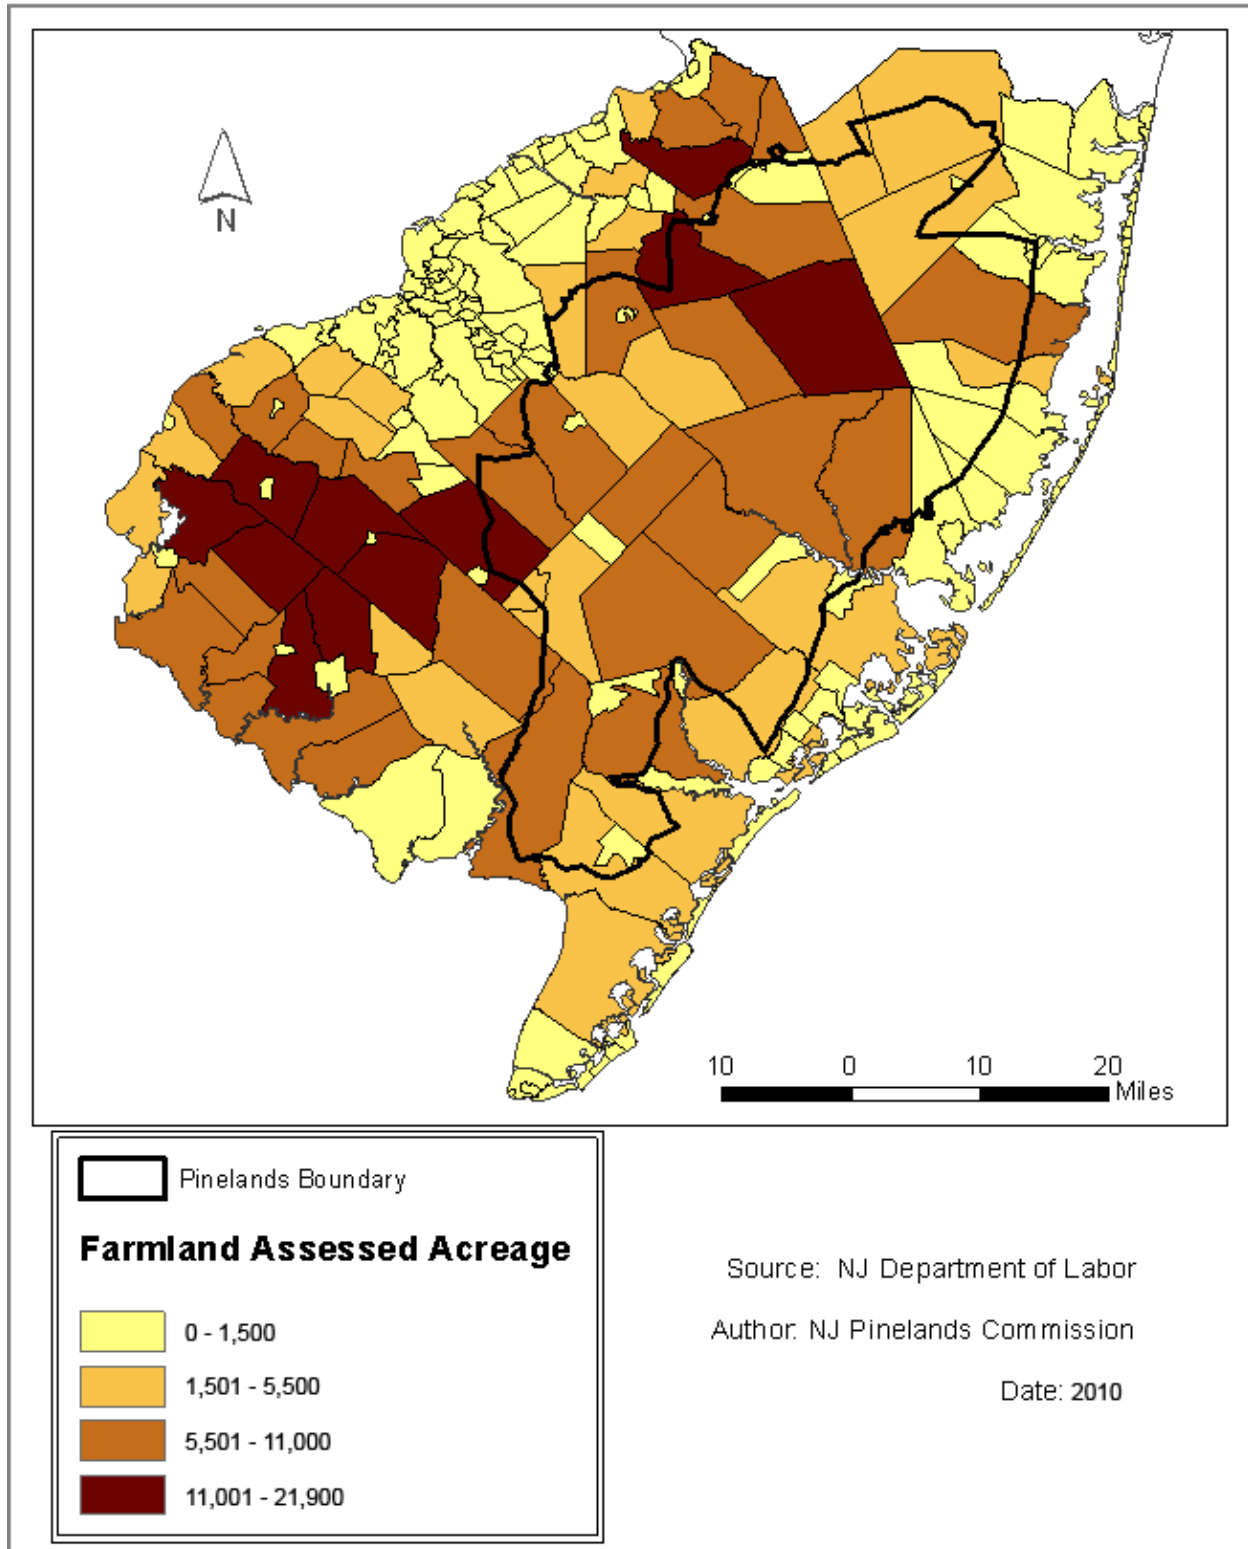 N
10 0 10 20
Miles
Pinelands Boundary
Farmland Assessed Acreage
0 - 1,500
1,501 - 5,500
5,501 - 11,000
11,001 - 21,900
Source: NJ Department of Labor
Author: NJ Pinelands Commission
Date: 2010